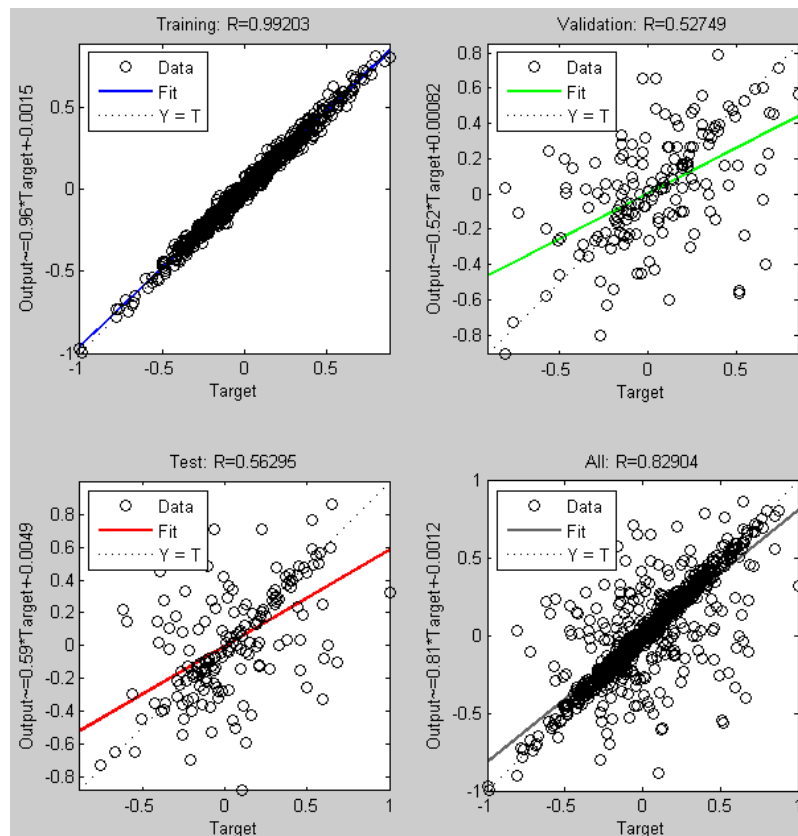 Training: R=0.99203
Output~=0.96*Target+-0.0015
Data
Fit
Y = T
0.5
0
-0.5
-1
-1
-0.5
0
0.5
Target
Validation: R=0.52749
Output~=0.52*Target+0.00082
Data
Fit
Y = T
0.8
0.6
0.4
0.2
0
-0.2
-0.4
-0.6
-0.8
-0.5
0
0.5
Target
Test: R=0.56295
Output~=0.59*Target+0.0049
Data
Fit
Y = T
0.8
0.6
0.4
0.2
0
-0.2
-0.4
-0.6
-0.8
-0.5
0
0.5
1
Target
All: R=0.82904
Output~=0.81*Target+0.0012
Data
Fit
Y = T
1
0.5
0
-0.5
-1
-1
-0.5
0
0.5
1
Target